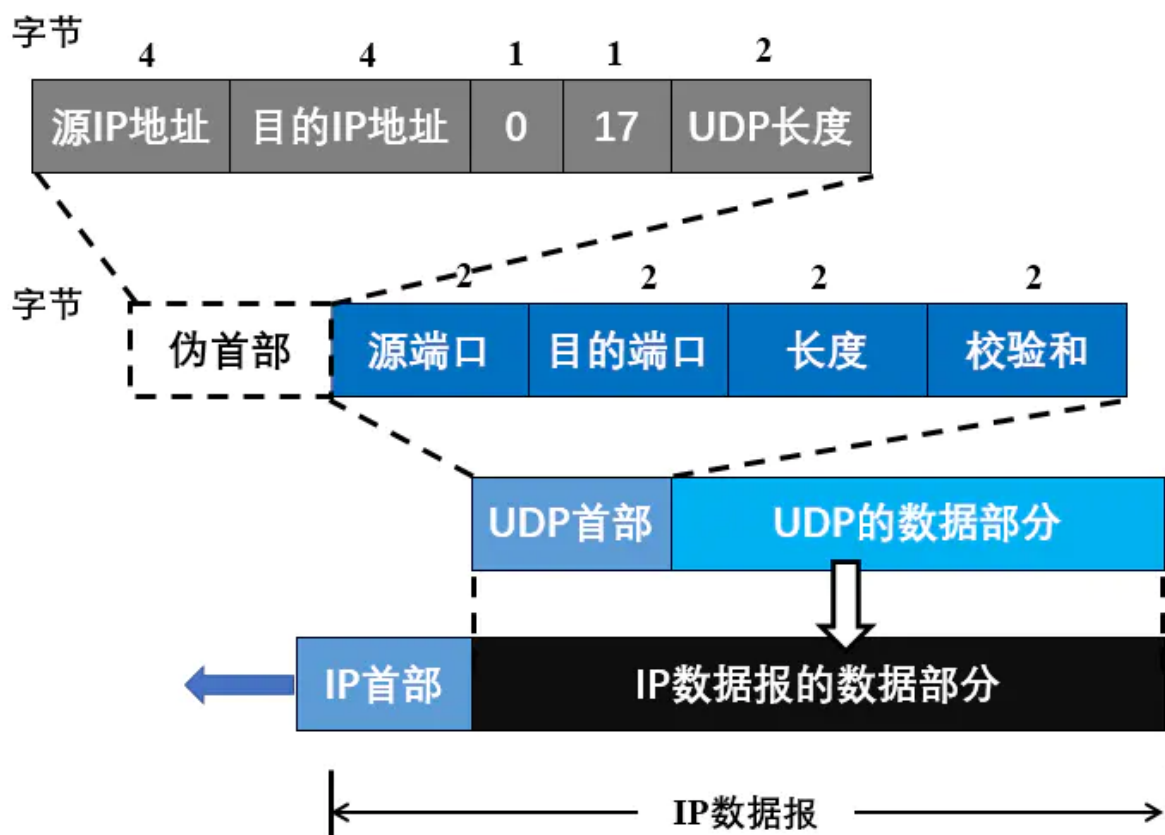 字节
4 4 1 1 2
源IP地址 目的IP地址 0 17 UDP长度
字节
2 2 2 2
伪首部 源端口 目的端口 长度 校验和
UDP首部 UDP的数据部分
IP首部 IP数据报的数据部分
IP数据报